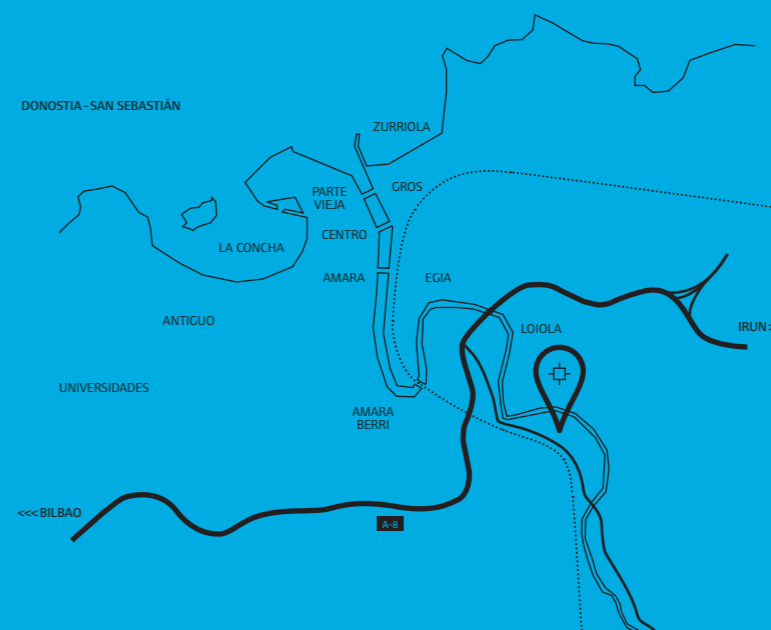 DONOSTIA-SAN SEBASTIÁN
ZURRIOLA
PARTE
VIEJA
GROS
CENTRO
LA CONCHA
AMARA
EGIA
ANTIGUO
LOIOLA
IRUN
UNIVERSIDADES
AMARA
BERRI
<<< BILBAO
A-8